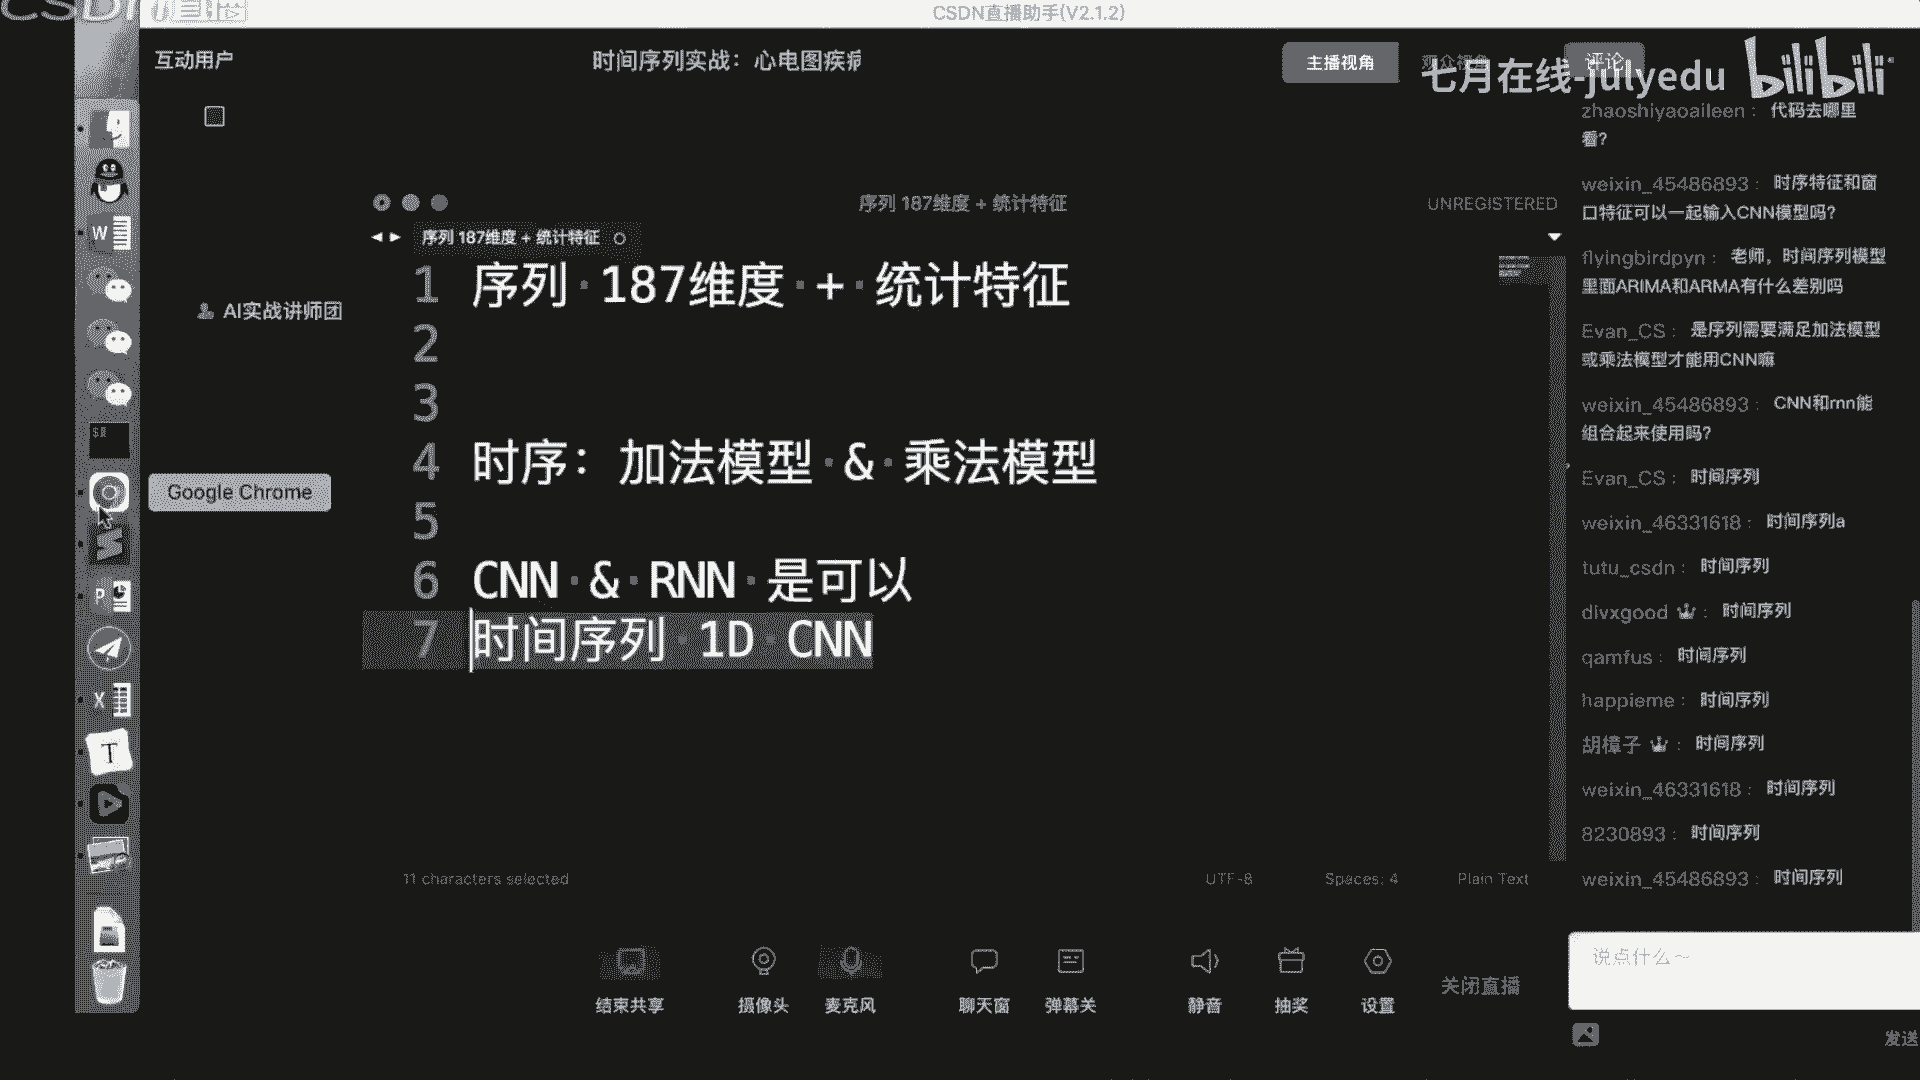 CSDN直播助手(V2.1.2)
互动用户
时间序列实战：心电图疾病
主播视角
观众视角
评论
七月在线-julyedu
bilibili
AI实战讲师团
Google Chrome
序列 187维度 + 统计特征
UNREGISTERED
序列 187维度 + 统计特征
1 序列 187维度 + 统计特征
2
3
4 时序：加法模型 & 乘法模型
5
6 CNN & RNN 是可以
7 时间序列 1D CNN
11 characters selected
UTF-8
Spaces: 4
Plain Text
zhaoshiyaoaileen： 代码去哪里
看?
weixin_45486893： 时序特征和窗
口特征可以一起输入CNN模型吗?
flyingbirdpyn： 老师，时间序列模型
里面ARIMA和ARMA有什么差别吗
Evan_CS： 是序列需要满足加法模型
或乘法模型才能用CNN嘛
weixin_45486893： CNN和rnn能
组合起来使用吗?
Evan_CS： 时间序列
weixin_46331618： 时间序列a
tutu_csdn： 时间序列
divxgood： 时间序列
qamfus： 时间序列
happieme： 时间序列
胡樟子： 时间序列
weixin_46331618： 时间序列
8230893： 时间序列
weixin_45486893： 时间序列
结束共享
摄像头
麦克风
聊天窗
弹幕关
静音
抽奖
设置
关闭直播
说点什么～
发送